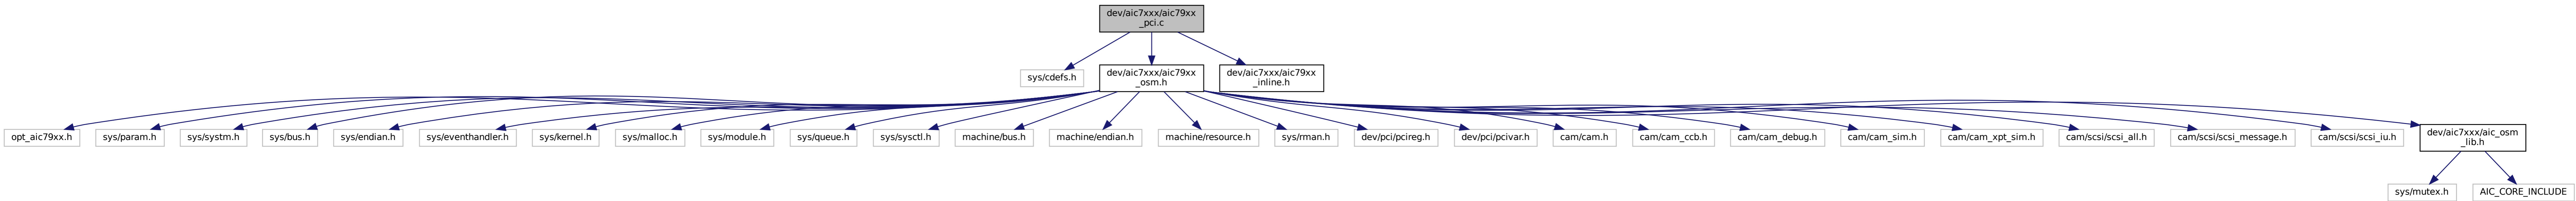 dev/aic7xxx/aic79xx
_pci.c
sys/cdefs.h
dev/aic7xxx/aic79xx
_osm.h
dev/aic7xxx/aic79xx
_inline.h
opt_aic79xx.h
sys/param.h
sys/systm.h
sys/bus.h
sys/endian.h
sys/eventhandler.h
sys/kernel.h
sys/malloc.h
sys/module.h
sys/queue.h
sys/sysctl.h
machine/bus.h
machine/endian.h
machine/resource.h
sys/rman.h
dev/pci/pcireg.h
dev/pci/pcivar.h
cam/cam.h
cam/cam_ccb.h
cam/cam_debug.h
cam/cam_sim.h
cam/cam_xpt_sim.h
cam/scsi/scsi_all.h
cam/scsi/scsi_message.h
cam/scsi/scsi_iu.h
dev/aic7xxx/aic_osm
_lib.h
sys/mutex.h
AIC_CORE_INCLUDE